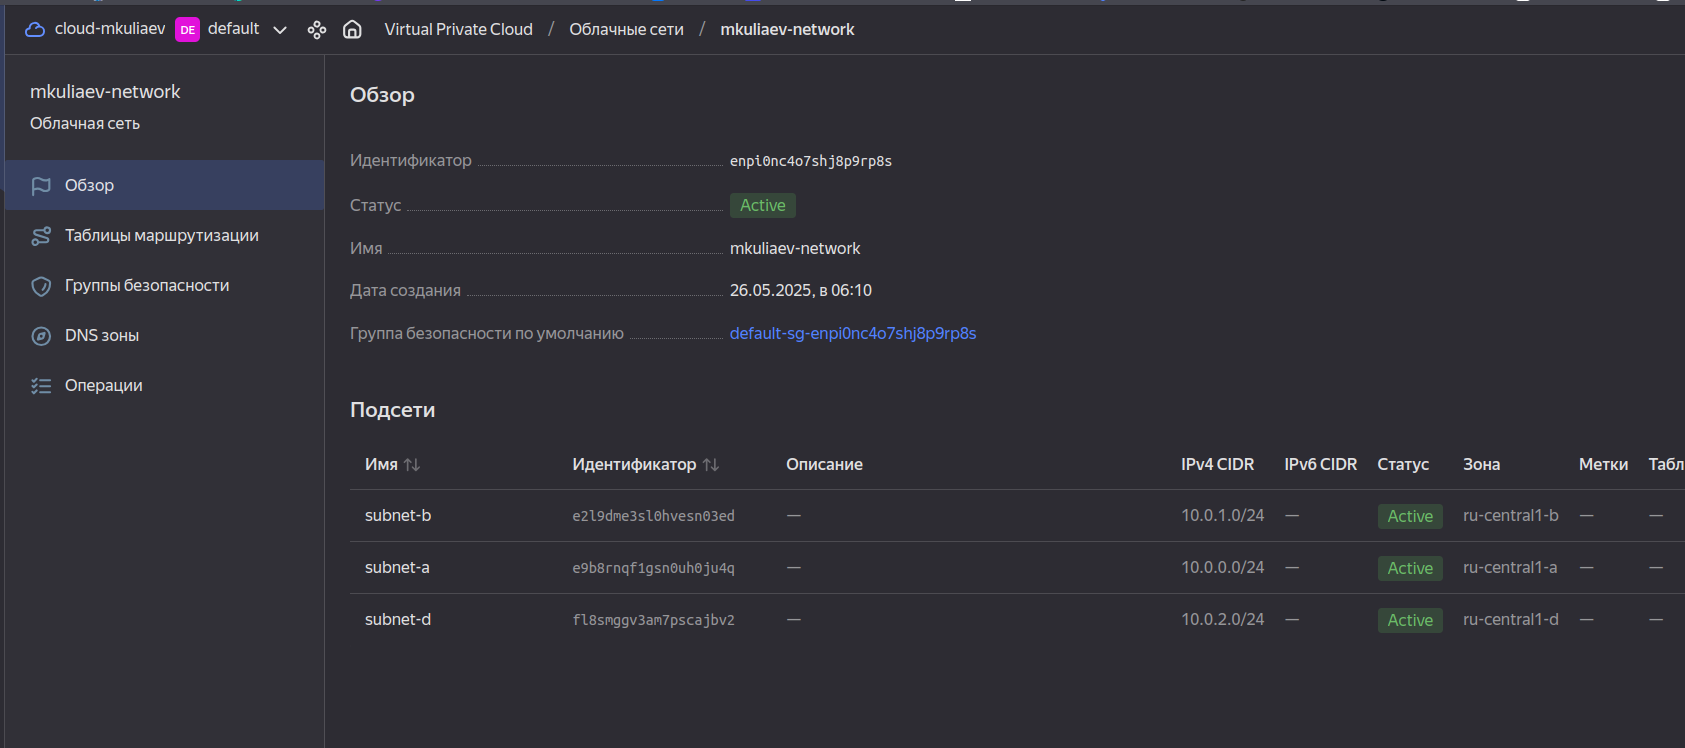 cloud-mkuliaev DE default Virtual Private Cloud / Облачные сети / mkuliaev-network
mkuliaev-network
Облачная сеть
Обзор
Таблицы маршрутизации
Группы безопасности
DNS зоны
Операции
Обзор
Идентификатор enpi0nc4o7shj8p9rp8s
Статус Active
Имя mkuliaev-network
Дата создания 26.05.2025, в 06:10
Группа безопасности по умолчанию default-sg-enpi0nc4o7shj8p9rp8s
Подсети
Имя Идентификатор Описание IPv4 CIDR IPv6 CIDR Статус Зона Метки Табл
subnet-b e2l9dme3sl0hvesn03ed — 10.0.1.0/24 — Active ru-central1-b — —
subnet-a e9b8rnqf1gsn0uh0ju4q — 10.0.0.0/24 — Active ru-central1-a — —
subnet-d fl8smggv3am7pscajbv2 — 10.0.2.0/24 — Active ru-central1-d — —